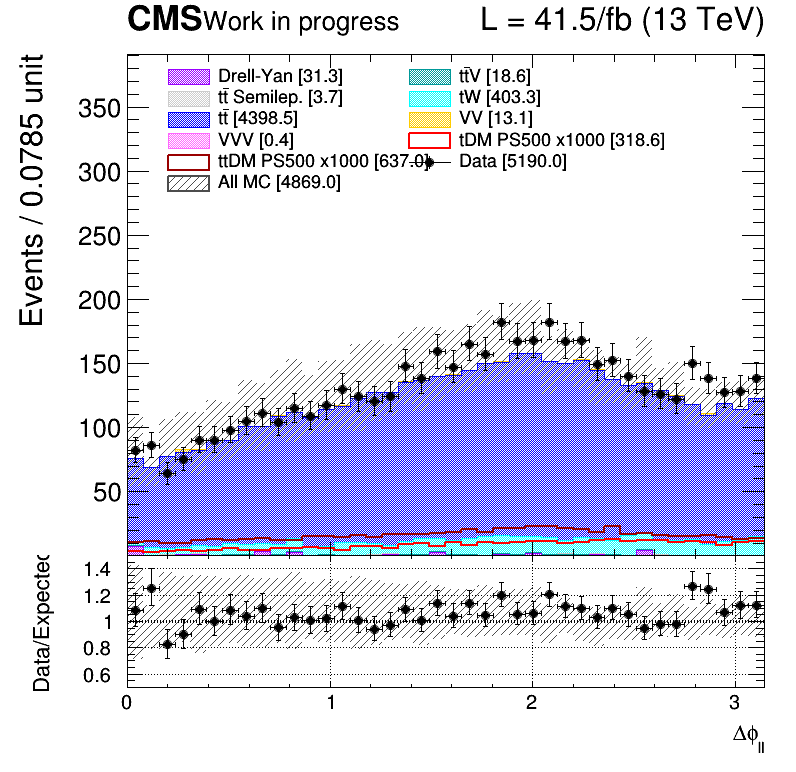 CMS Work in progress L = 41.5/fb (13 TeV)
Events / 0.0785 unit
Drell-Yan [31.3]
tt̄ Semilep. [3.7]
tt̄ [4398.5]
VVV [0.4]
ttDM PS500 x1000 [637.0]
All MC [4869.0]
tt̄V [18.6]
tW [403.3]
VV [13.1]
tDM PS500 x1000 [318.6]
Data [5190.0]
350
300
250
200
150
100
50
Data/Expected
1.4
1.2
1
0.8
0.6
0 1 2 3
Δϕll